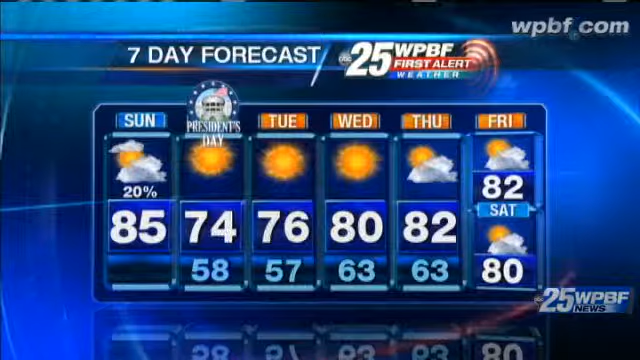 wpbf.com
7 DAY FORECAST
abc 25 WPBF
FIRST ALERT
WEATHER
SUN
PRESIDENT'S
DAY
TUE
WED
THU
FRI
20%
82
SAT
85
74
76
80
82
58
57
63
63
80
25 WPBF
NEWS